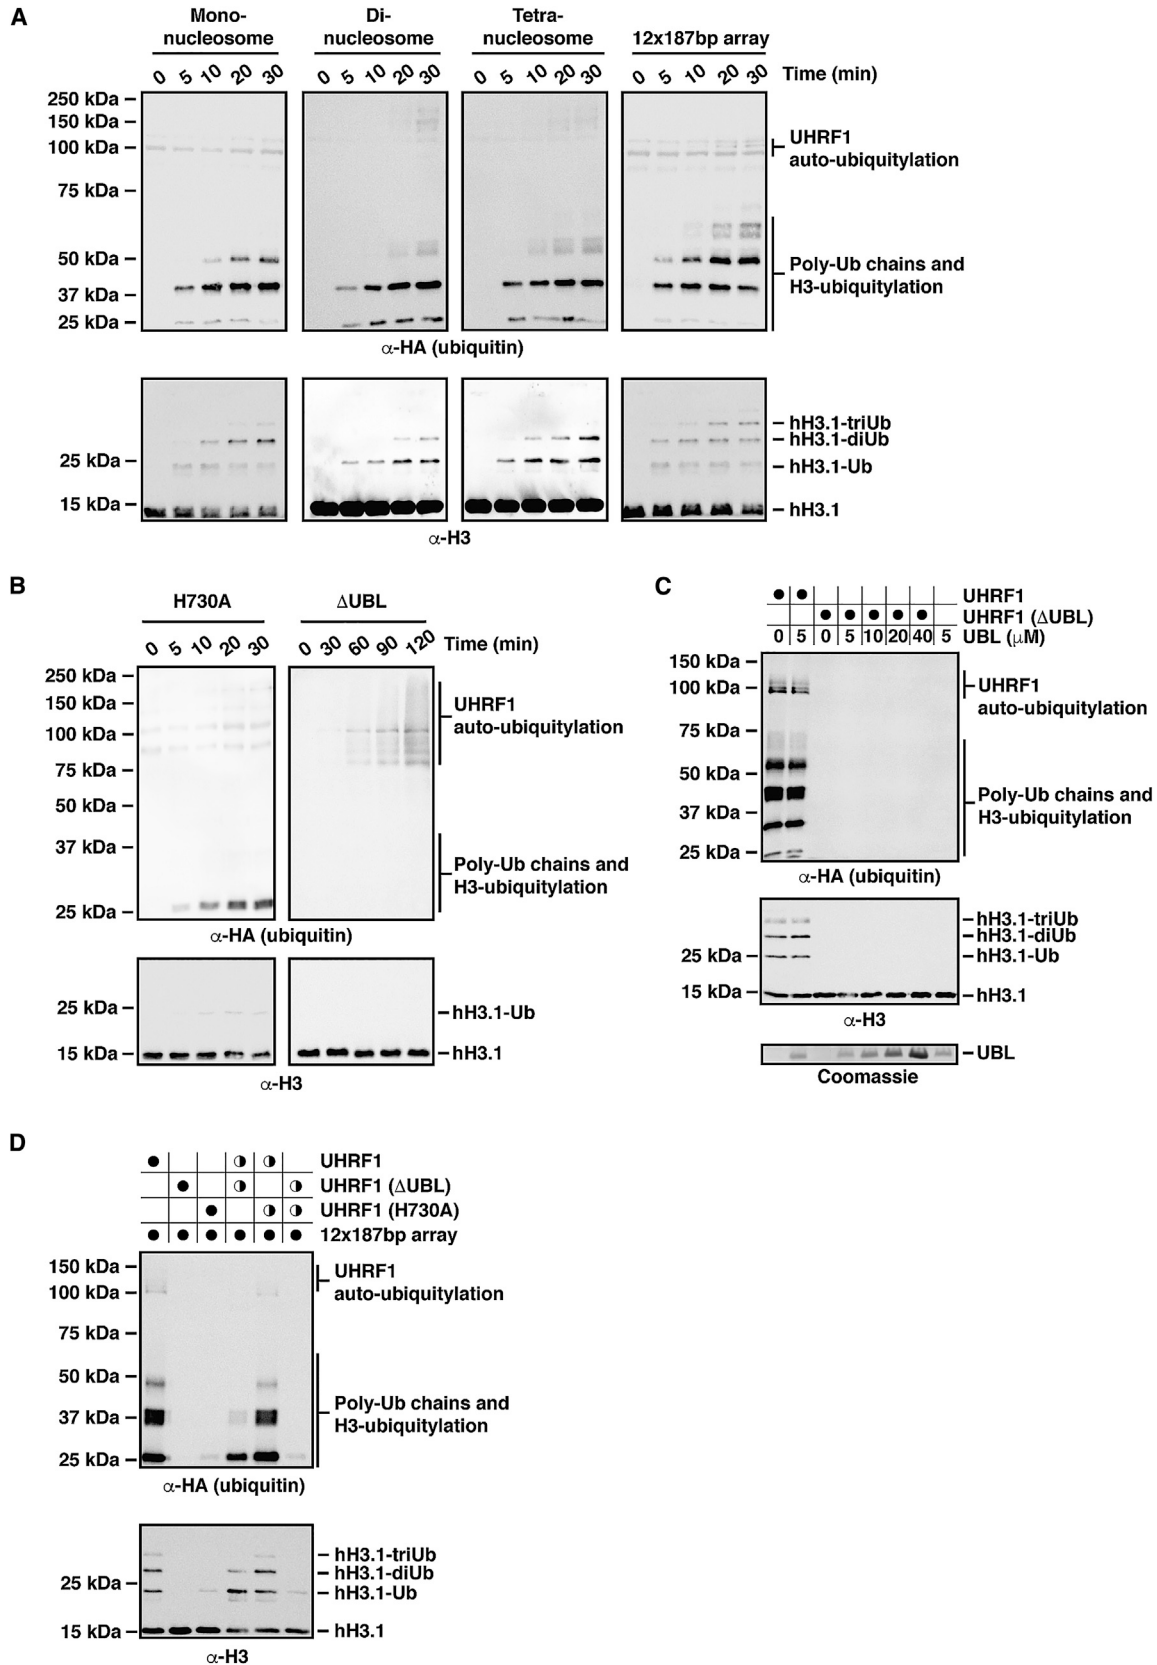 A
Mono-
nucleosome
Di-
nucleosome
Tetra-
nucleosome
12x187bp array
0 5 10 20 30
0 5 10 20 30
0 5 10 20 30
0 5 10 20 30
Time (min)
250 kDa
150 kDa
100 kDa
75 kDa
50 kDa
37 kDa
25 kDa
UHRF1
auto-ubiquitylation
Poly-Ub chains and
H3-ubiquitylation
α-HA (ubiquitin)
25 kDa
15 kDa
hH3.1-triUb
hH3.1-diUb
hH3.1-Ub
hH3.1
α-H3
B
H730A
ΔUBL
0 5 10 20 30
0 30 60 90 120
Time (min)
250 kDa
150 kDa
100 kDa
75 kDa
50 kDa
37 kDa
25 kDa
UHRF1
auto-ubiquitylation
Poly-Ub chains and
H3-ubiquitylation
α-HA (ubiquitin)
25 kDa
15 kDa
hH3.1-Ub
hH3.1
α-H3
C
UHRF1
UHRF1 (ΔUBL)
0 5 0 5 10 20 40 5 UBL (μM)
150 kDa
100 kDa
75 kDa
50 kDa
37 kDa
25 kDa
UHRF1
auto-ubiquitylation
Poly-Ub chains and
H3-ubiquitylation
α-HA (ubiquitin)
25 kDa
15 kDa
hH3.1-triUb
hH3.1-diUb
hH3.1-Ub
hH3.1
α-H3
UBL
Coomassie
D
UHRF1
UHRF1 (ΔUBL)
UHRF1 (H730A)
12x187bp array
150 kDa
100 kDa
75 kDa
50 kDa
37 kDa
25 kDa
UHRF1
auto-ubiquitylation
Poly-Ub chains and
H3-ubiquitylation
α-HA (ubiquitin)
25 kDa
15 kDa
hH3.1-triUb
hH3.1-diUb
hH3.1-Ub
hH3.1
α-H3